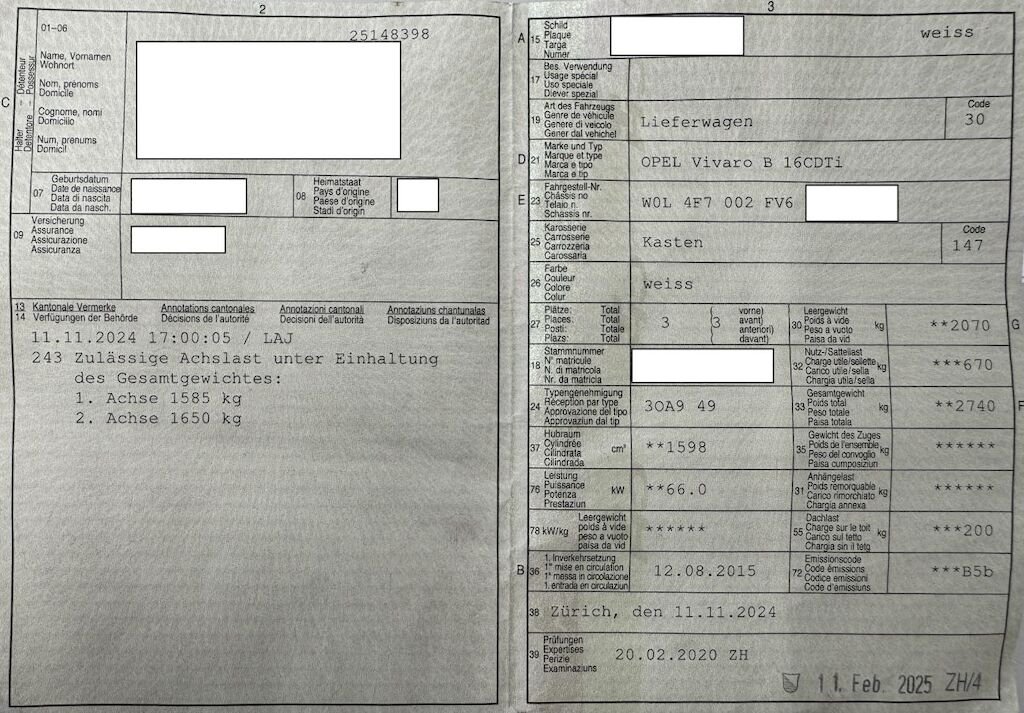 2
01–06
25148398
Halter – Détenteur
Detentore – Possessur
C
Name, Vornamen
Wohnort
Nom, prénoms
Domicile
Cognome, nomi
Domicilio
Num, prenums
Domicil
07
Geburtsdatum
Date de naissance
Data di nascita
Data da nasch.
08
Heimatstaat
Pays d'origine
Paese d'origine
Stadi d'origin
09
Versicherung
Assurance
Assicurazione
Assicuranza
13 Kantonale Vermerke Annotations cantonales Annotazioni cantonali Annotaziuns chantunalas
14 Verfügungen der Behörde Décisions de l'autorité Decisioni dell'autorità Disposiziuns da l'autoritad
11.11.2024 17:00:05 / LAJ
243 Zulässige Achslast unter Einhaltung
des Gesamtgewichtes:
1. Achse 1585 kg
2. Achse 1650 kg
3
A 15
Schild
Plaque
Targa
Numer
weiss
17
Bes. Verwendung
Usage spécial
Uso speciale
Diever spezial
19
Art des Fahrzeugs
Genre de véhicule
Genere di veicolo
Gener dal vehichel
Lieferwagen
Code
30
D 21
Marke und Typ
Marque et type
Marca e tipo
Marca e tip
OPEL Vivaro B 16CDTi
E 23
Fahrgestell-Nr.
Châssis no
Telaio n.
Schassis nr.
W0L 4F7 002 FV6
25
Karosserie
Carrosserie
Carrozzeria
Carossaria
Kasten
Code
147
26
Farbe
Couleur
Colore
Colur
weiss
27
Plätze: Total
Places: Total
Posti: Totale
Plazs: Total
3
(3
vorne)
avant)
anteriori)
davant)
30
Leergewicht
Poids à vide
Peso a vuoto
Paisa da vid
kg
**2070
G
18
Stammnummer
N° matricule
N. di matricola
Nr. da matricla
32
Nutz-/Sattellast
Charge utile/sellette
Carico utile/sella
Chargia utila/sella
kg
***670
24
Typengenehmigung
Réception par type
Approvazione del tipo
Approvaziun dal tip
3OA9 49
33
Gesamtgewicht
Poids total
Peso totale
Paisa totala
kg
**2740
F
37
Hubraum
Cylindrée
Cilindrata
Cilindrada
cm³
**1598
35
Gewicht des Zuges
Poids de l'ensemble
Peso del convoglio
Paisa cumposiziun
kg
******
76
Leistung
Puissance
Potenza
Prestaziun
kW
**66.0
31
Anhängelast
Poids remorquable
Carico rimorchiato
Chargia annexa
kg
******
78 kW/kg
Leergewicht
poids à vide
peso a vuoto
paisa da vid
******
55
Dachlast
Charge sur le toit
Carico sul tetto
Chargia sin il tetg
kg
***200
B 36
1. Inverkehrsetzung
1re mise en circulation
1a messa in circolazione
1. entrada en circulaziun
12.08.2015
72
Emissionscode
Code émissions
Codice emissioni
Code d'emissiuns
***B5b
38 Zürich, den 11.11.2024
39
Prüfungen
Expertises
Perizie
Examinaziuns
20.02.2020 ZH
11. Feb. 2025 ZH/4